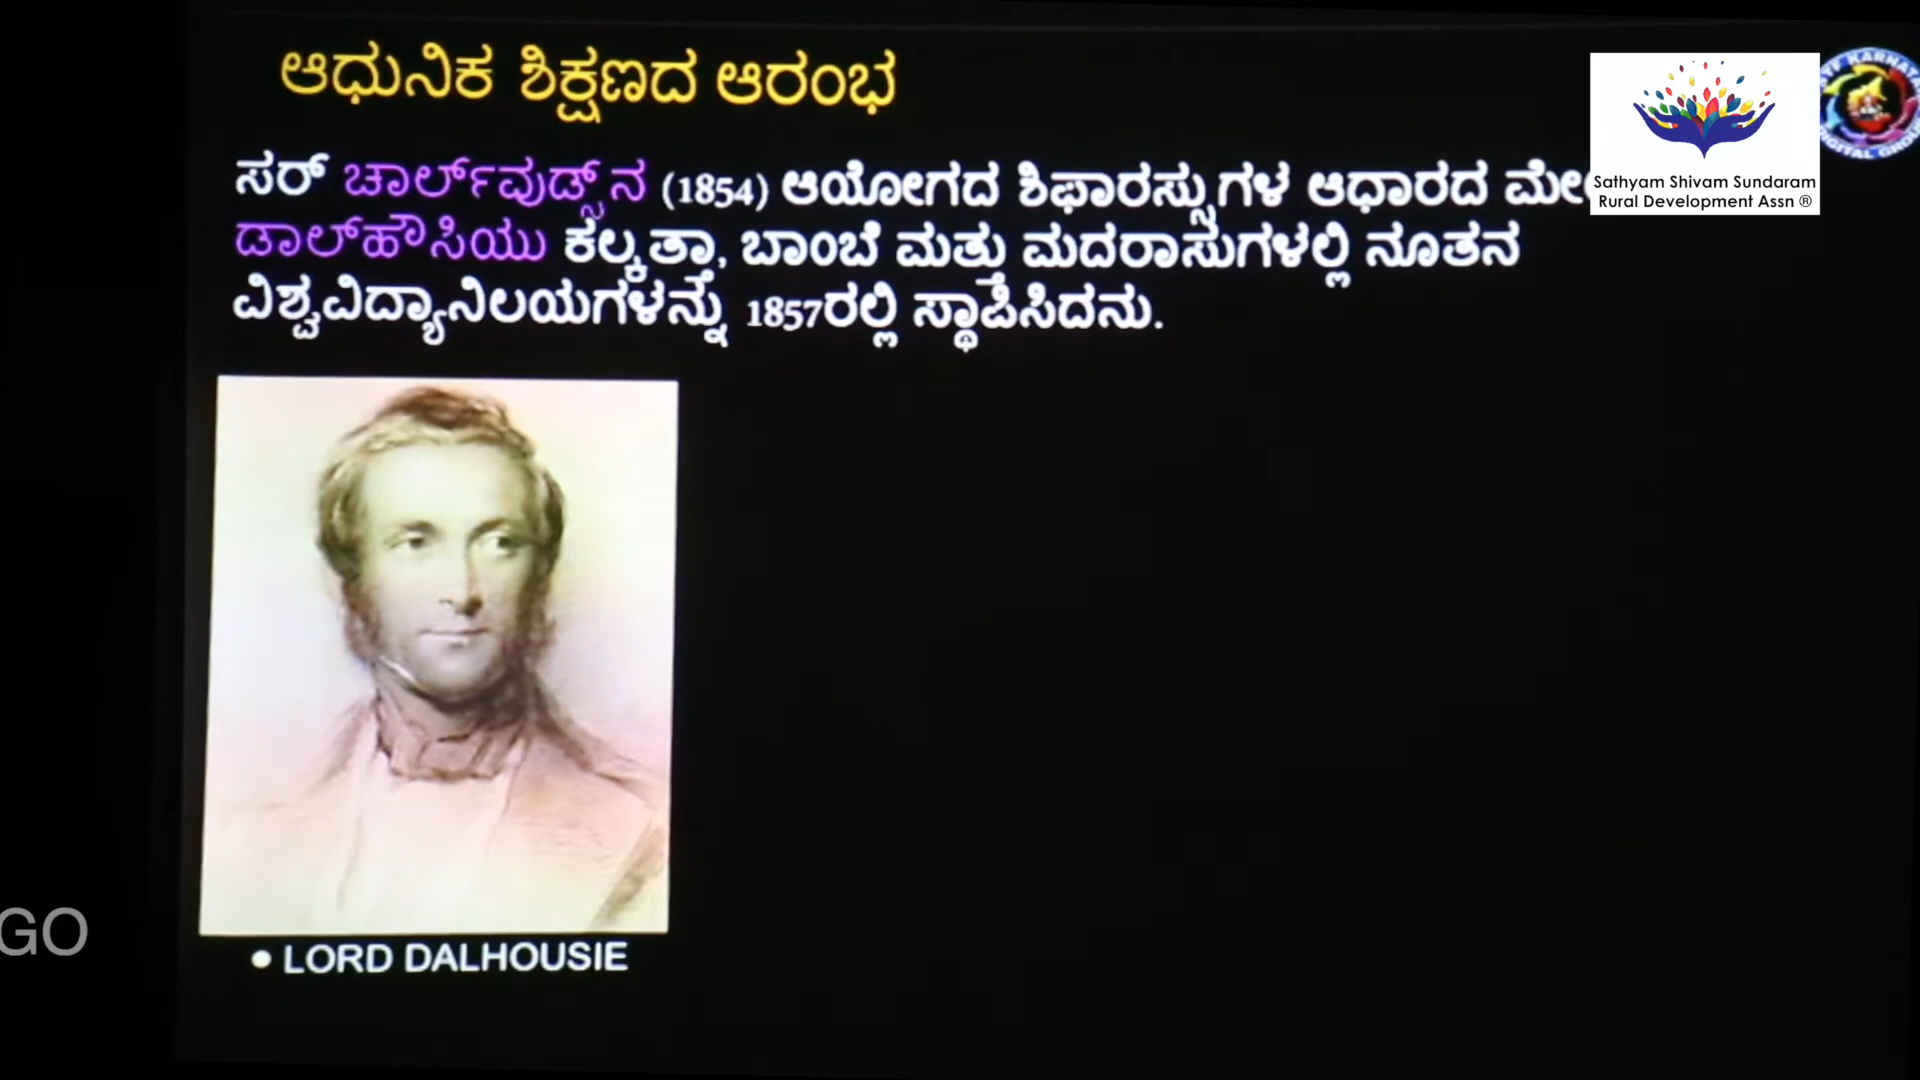 ಆಧುನಿಕ ಶಿಕ್ಷಣದ ಆರಂಭ
ಸರ್ ಚಾರ್ಲ್ಸ್‌ವುಡ್ಸ್‌ನ (1854) ಆಯೋಗದ ಶಿಫಾರಸ್ಸುಗಳ ಆಧಾರದ
ಡಾಲ್‌ಹೌಸಿಯು ಕಲ್ಕತ್ತಾ, ಬಾಂಬೆ ಮತ್ತು ಮದರಾಸುಗಳಲ್ಲಿ ನೂತನ
ವಿಶ್ವವಿದ್ಯಾನಿಲಯಗಳನ್ನು 1857ರಲ್ಲಿ ಸ್ಥಾಪಿಸಿದನು.
Sathyam Shivam Sundaram
Rural Development Assn ®
• LORD DALHOUSIE
GO